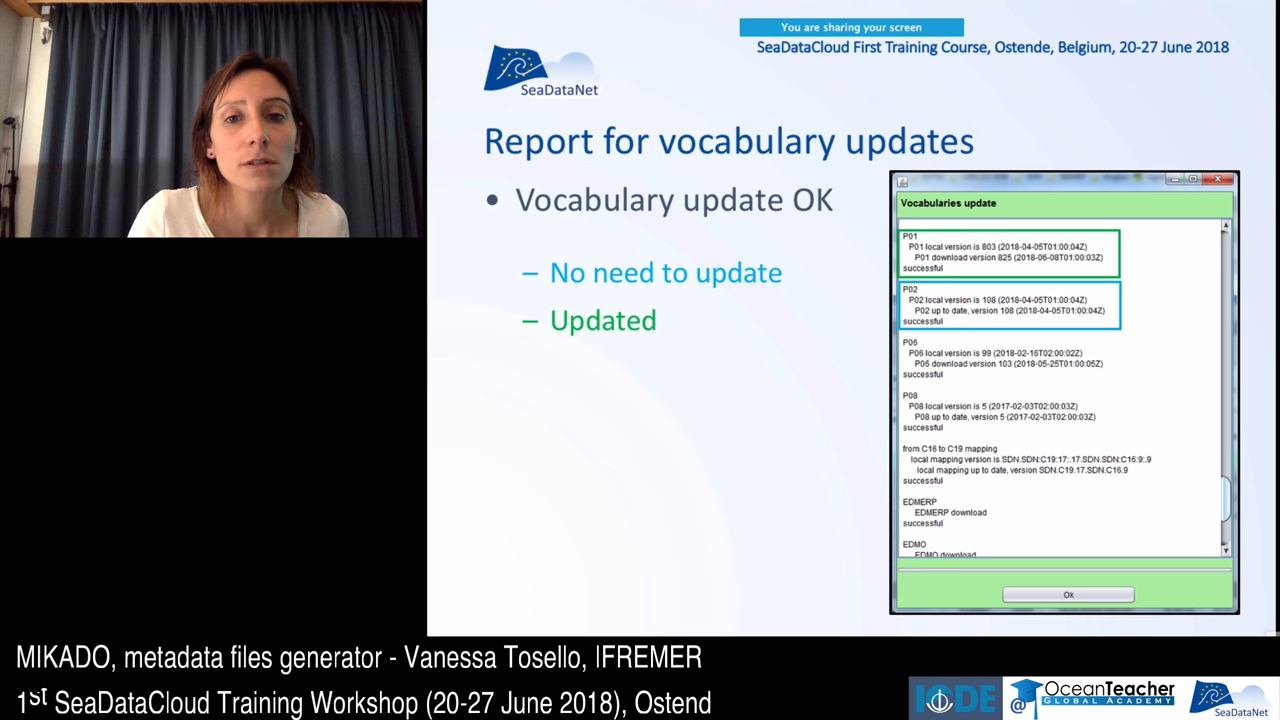 You are sharing your screen
SeaDataCloud First Training Course, Ostende, Belgium, 20-27 June 2018
SeaDataNet
Report for vocabulary updates
• Vocabulary update OK
– No need to update
– Updated
Vocabularies update
P01
P01 local version is 803 (2018-04-05T01:00:04Z)
P01 download version 825 (2018-06-08T01:00:03Z)
successful
P02
P02 local version is 108 (2018-04-05T01:00:04Z)
P02 up to date, version 108 (2018-04-05T01:00:04Z)
successful
P06
P06 local version is 99 (2018-02-16T02:00:02Z)
P06 download version 103 (2018-05-25T01:00:05Z)
successful
P08
P08 local version is 5 (2017-02-03T02:00:03Z)
P08 up to date, version 5 (2017-02-03T02:00:03Z)
successful
from C16 to C19 mapping
local mapping version is SDN.SDN:C19:17:.17.SDN.SDN:C16:9:.9
local mapping up to date, version SDN.C19.17.SDN.C16.9
successful
EDMERP
EDMERP download
successful
EDMO
EDMO download
Ok
MIKADO, metadata files generator - Vanessa Tosello, IFREMER
1st SeaDataCloud Training Workshop (20-27 June 2018), Ostend
IODE
OceanTeacher
GLOBAL ACADEMY
SeaDataNet